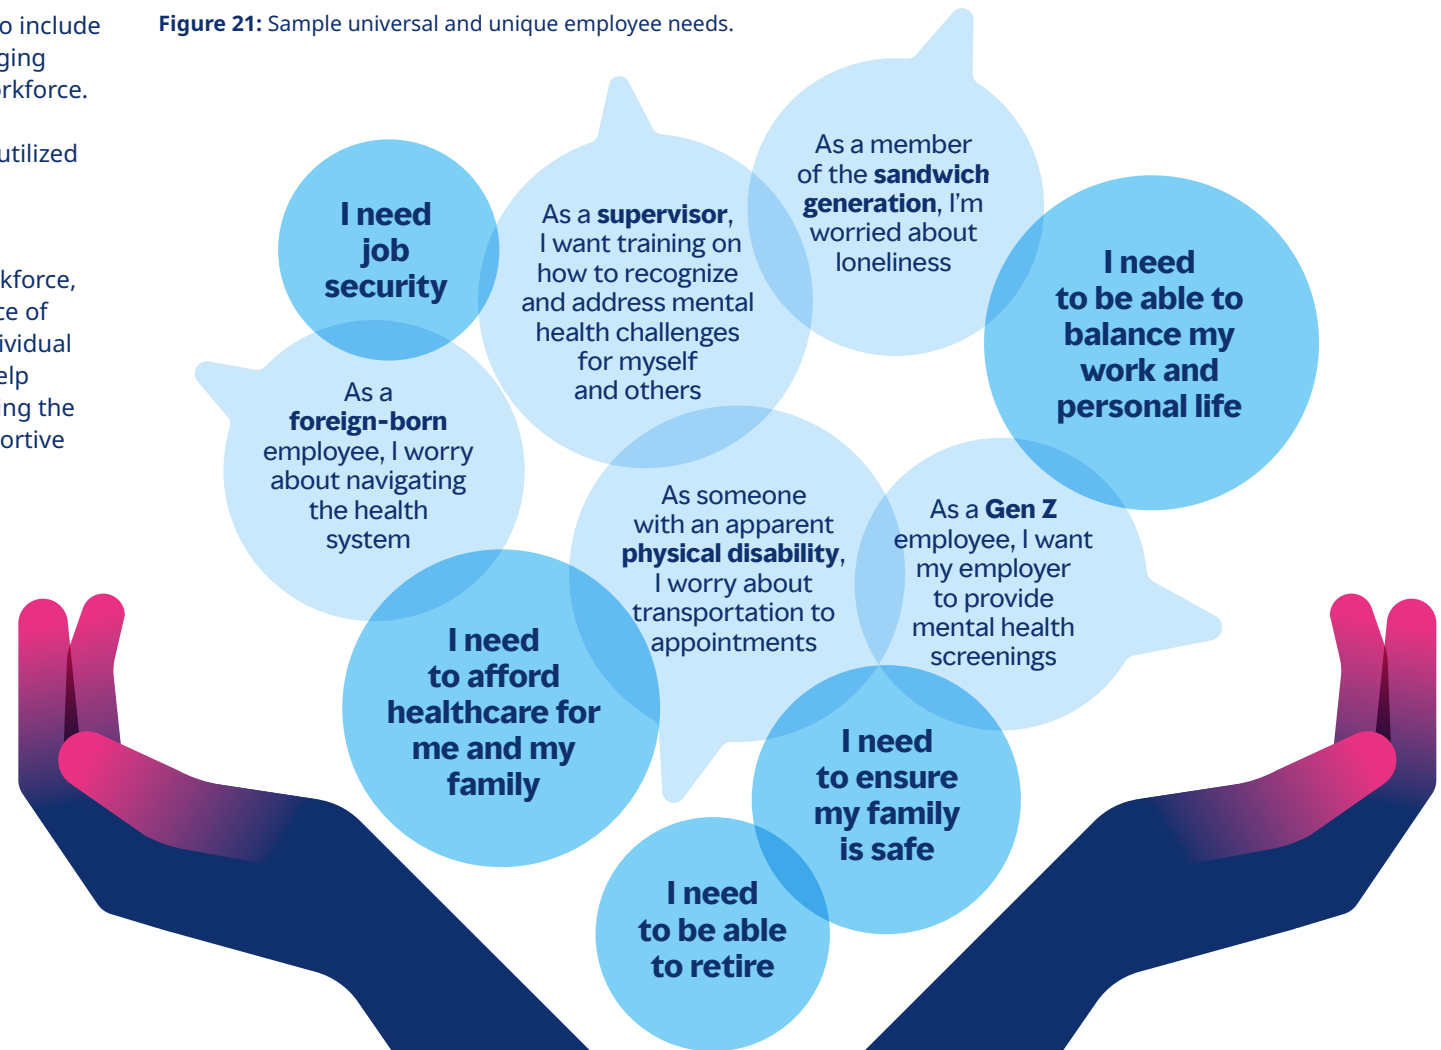 o include
ging
rkforce.
utilized
kforce,
ce of
ividual
elp
ing the
ortive
Figure 21: Sample universal and unique employee needs.
I need
job
security
As a supervisor,
I want training on
how to recognize
and address mental
health challenges
for myself
and others
As a member
of the sandwich
generation, I'm
worried about
loneliness
I need
to be able to
balance my
work and
personal life
As a
foreign-born
employee, I worry
about navigating
the health
system
As someone
with an apparent
physical disability,
I worry about
transportation to
appointments
As a Gen Z
employee, I want
my employer
to provide
mental health
screenings
I need
to afford
healthcare for
me and my
family
I need
to ensure
my family
is safe
I need
to be able
to retire